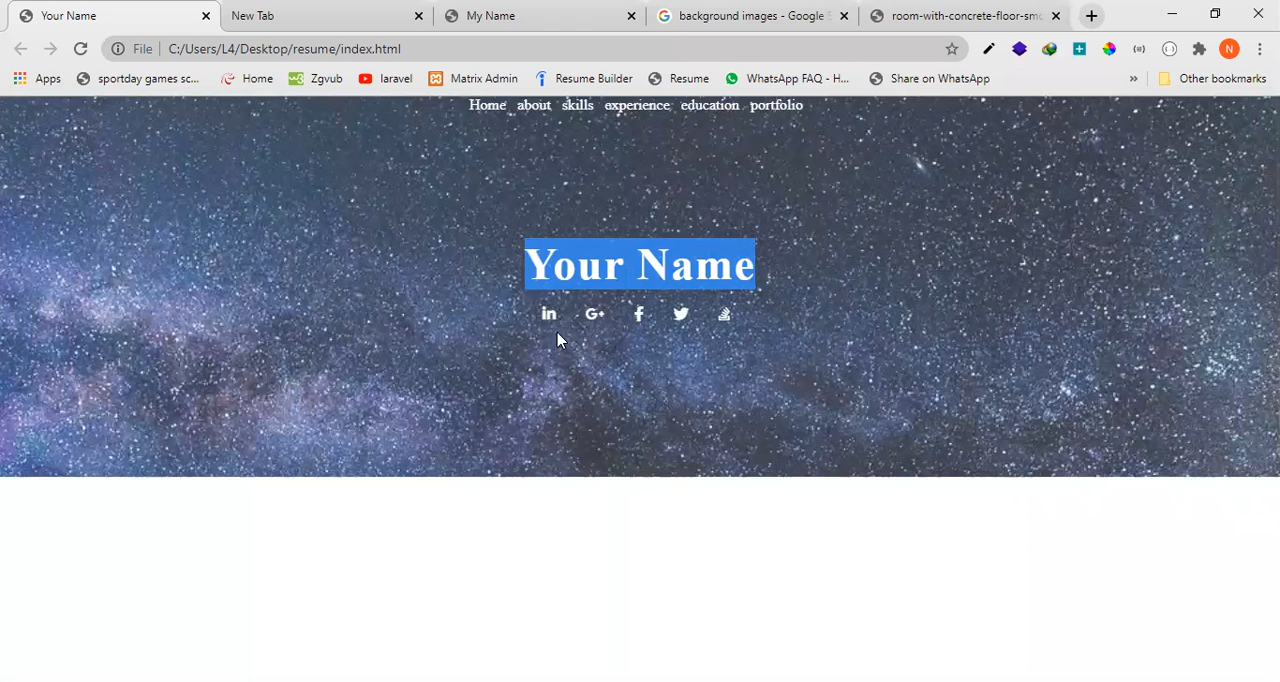 Your Name
New Tab
My Name
background images - Google
room-with-concrete-floor-smo
File
C:/Users/L4/Desktop/resume/index.html
N
Apps
sportday games sc...
Home
Zgvub
laravel
Matrix Admin
Resume Builder
Resume
WhatsApp FAQ - H...
Share on WhatsApp
»
Other bookmarks
Home about skills experience education portfolio
Your Name